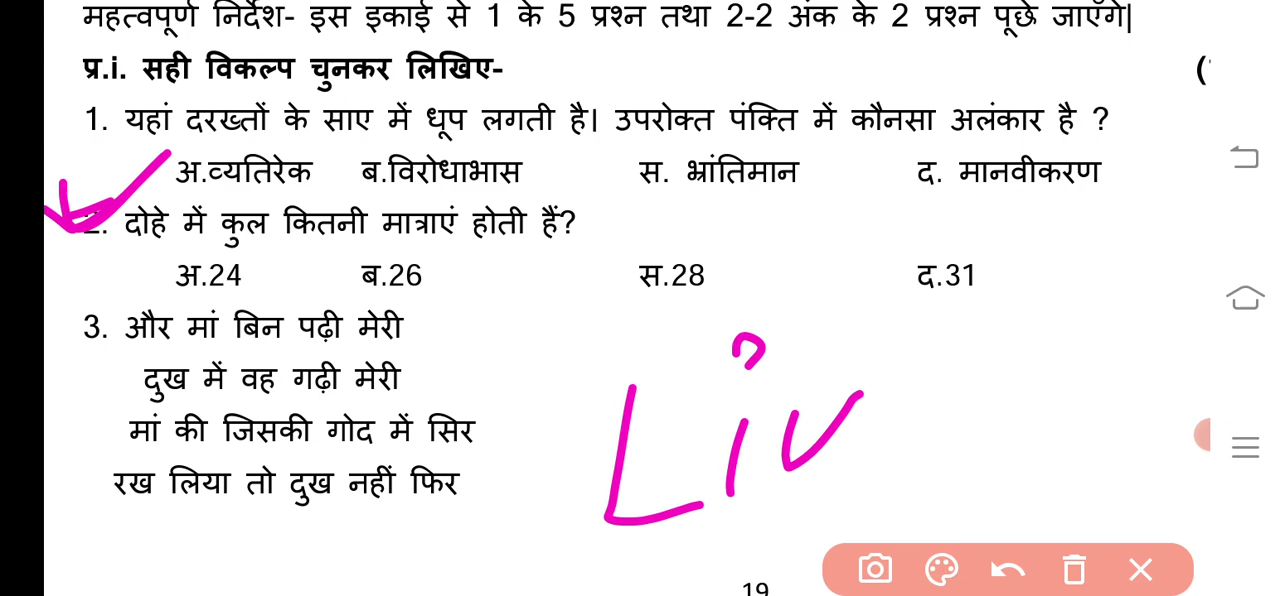 महत्वपूर्ण निर्देश- इस इकाई से 1 के 5 प्रश्न तथा 2-2 अंक के 2 प्रश्न पूछे जाएँगे|
प्र.i. सही विकल्प चुनकर लिखिए- (
1. यहां दरख्तों के साए में धूप लगती है। उपरोक्त पंक्ति में कौनसा अलंकार है ?
अ.व्यतिरेक ब.विरोधाभास स. भ्रांतिमान द. मानवीकरण
2. दोहे में कुल कितनी मात्राएं होती हैं?
अ.24 ब.26 स.28 द.31
3. और मां बिन पढ़ी मेरी
दुख में वह गढ़ी मेरी
मां की जिसकी गोद में सिर
रख लिया तो दुख नहीं फिर
Liv
19